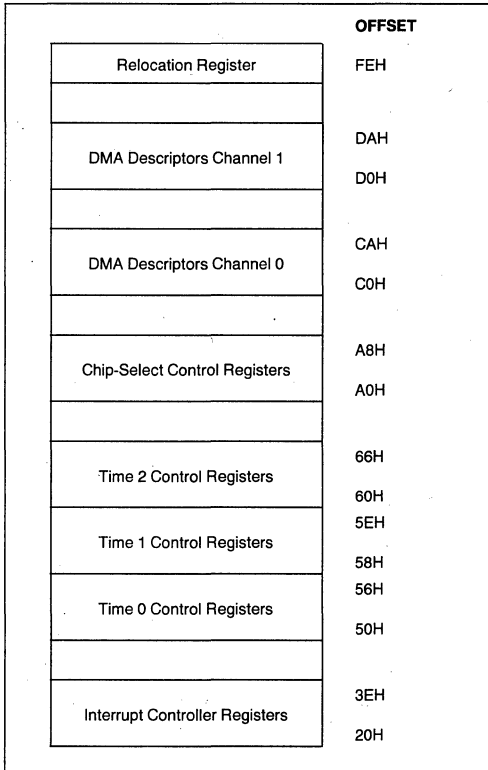 OFFSET
Relocation Register FEH
DAH
DMA Descriptors Channel 1
D0H
CAH
DMA Descriptors Channel 0
C0H
A8H
Chip-Select Control Registers
A0H
66H
Time 2 Control Registers
60H
5EH
Time 1 Control Registers
58H
56H
Time 0 Control Registers
50H
3EH
Interrupt Controller Registers
20H